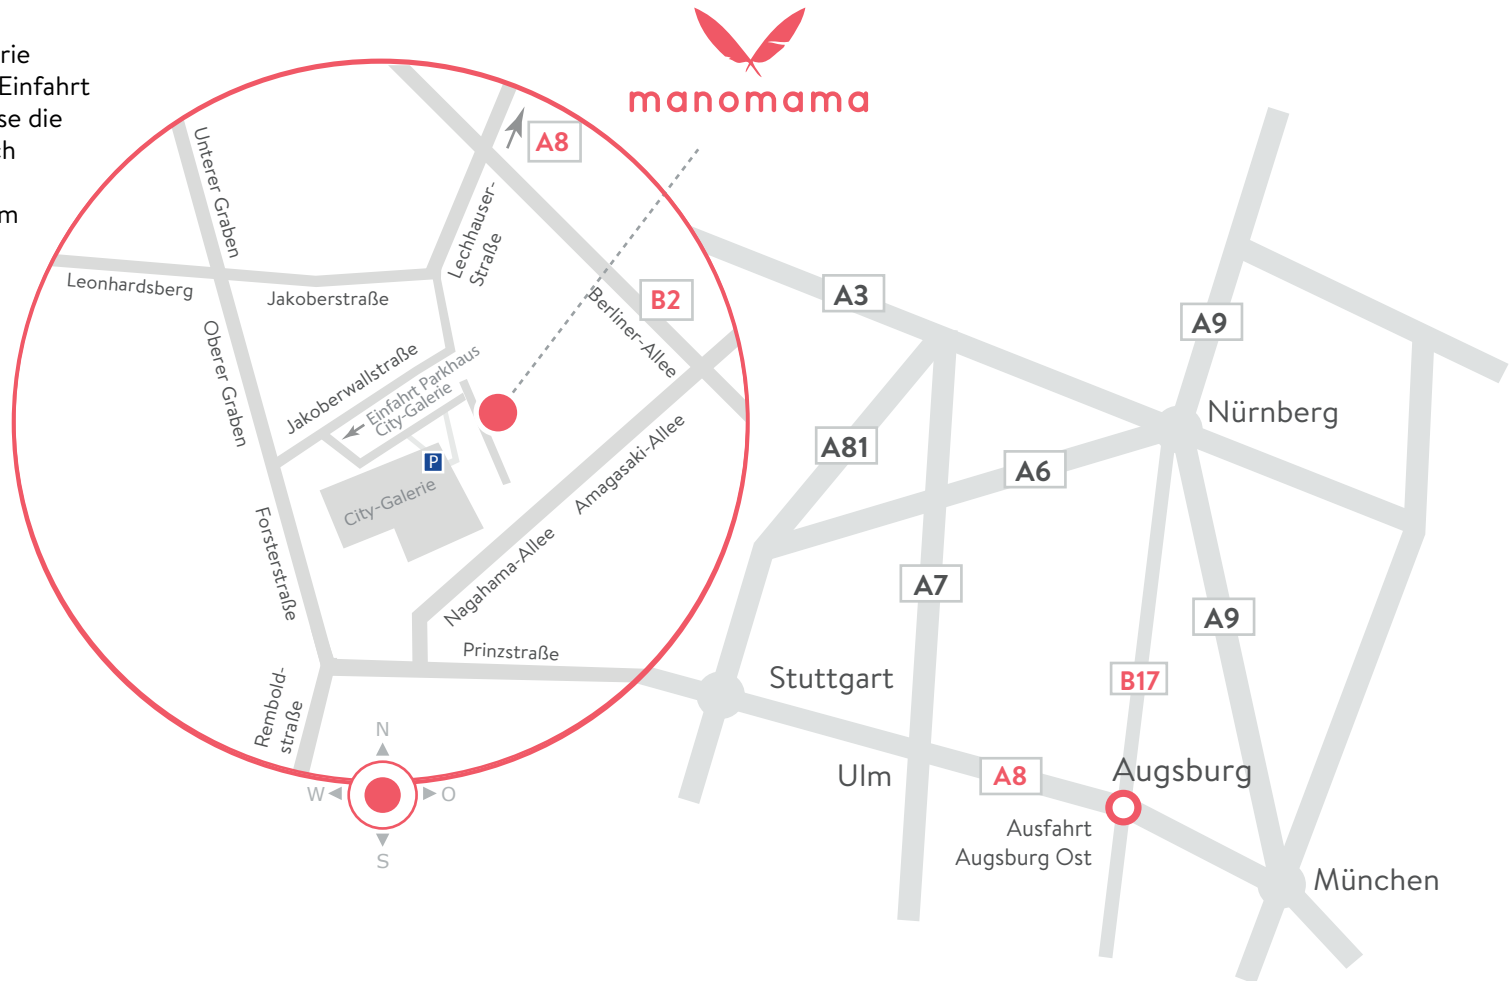 rie
Einfahrt
se die
ch
m
manomama
A8
Unterer Graben
Lechhauser-
Straße
Leonhardsberg
Jakoberstraße
B2
Berliner-Allee
Oberer Graben
Jakoberwallstraße
Einfahrt Parkhaus
City-Galerie
P
City-Galerie
Amagasaki-Allee
Nagahama-Allee
Forsterstraße
Prinzstraße
Rembold-
straße
N
W
O
S
A3
A9
Nürnberg
A81
A6
A7
A9
Stuttgart
B17
Ulm
A8
Augsburg
Ausfahrt
Augsburg Ost
München